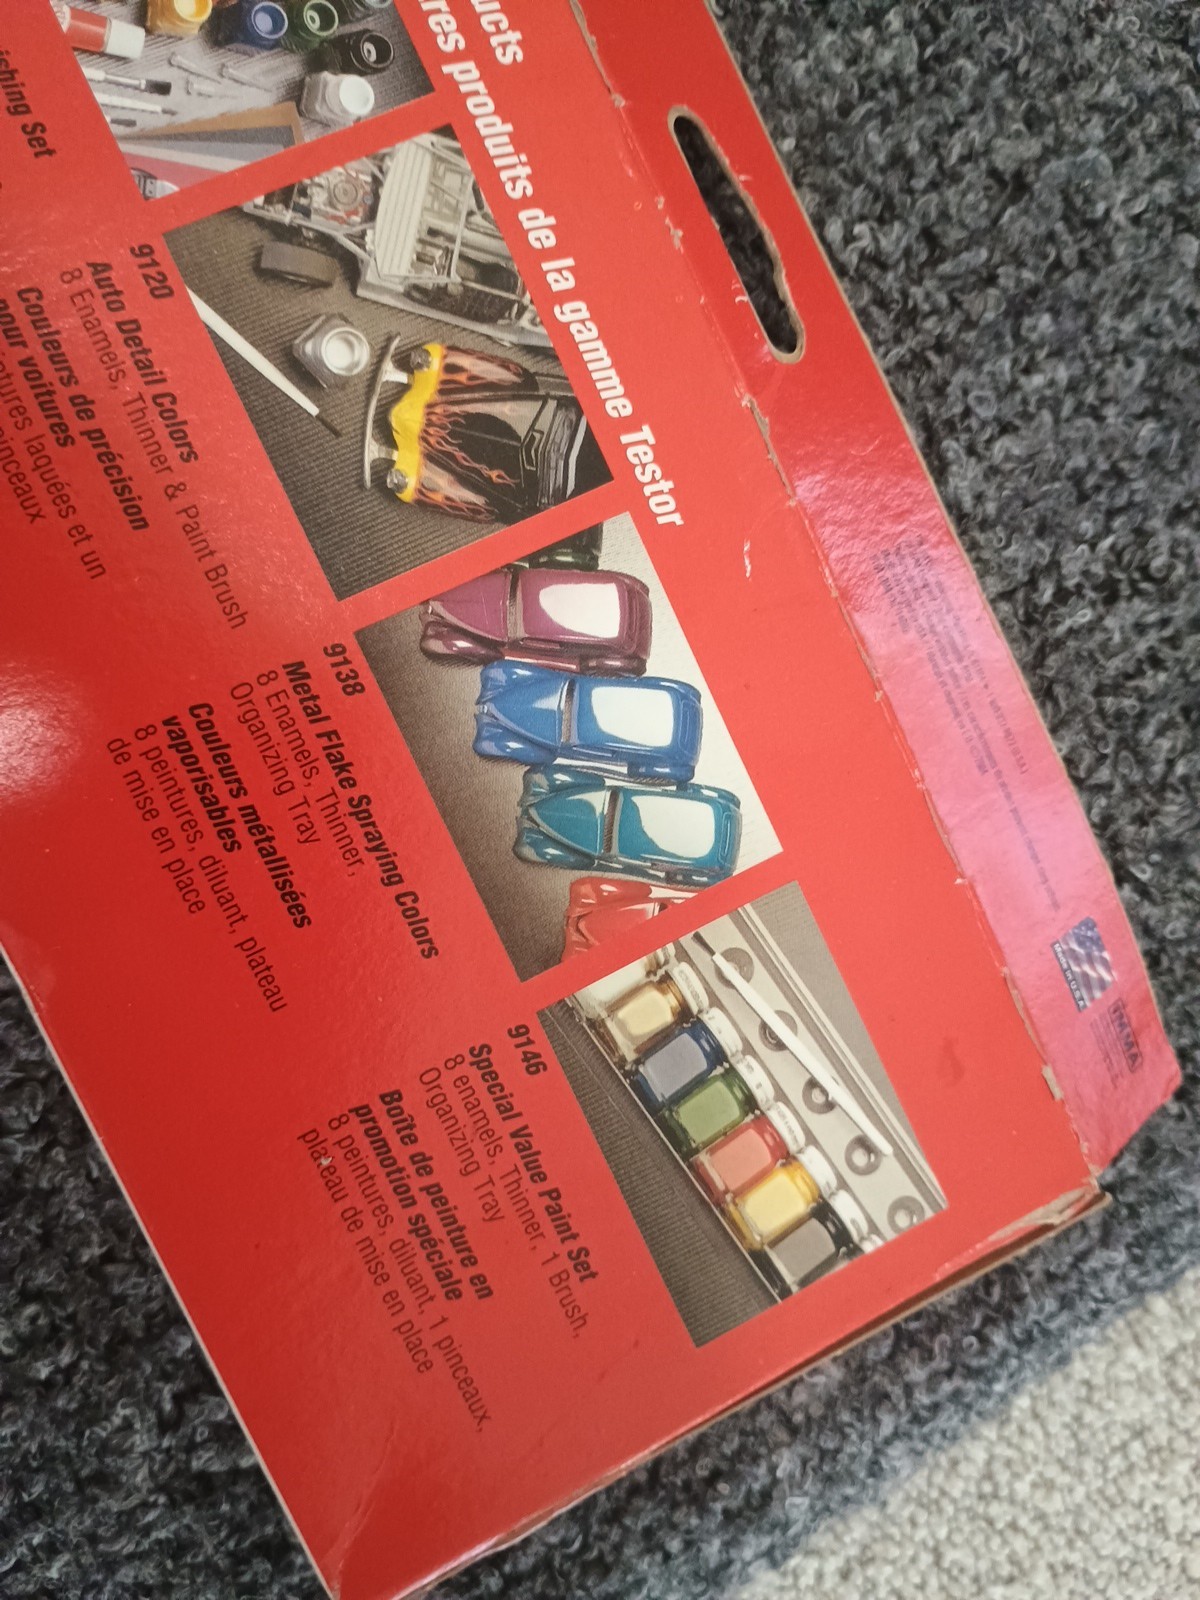 ucts
res produits de la gamme Testor
ishing Set
9120
Auto Detail Colors
8 Enamels, Thinner & Paint Brush
Couleurs de précision
pour voitures
intures laquées et un
pinceaux
9138
Metal Flake Spraying Colors
8 Enamels, Thinner,
Organizing Tray
Couleurs métallisées
vaporisables
8 peintures, diluant, plateau
de mise en place
9146
Special Value Paint Set
8 enamels, Thinner, 1 Brush,
Organizing Tray
Boîte de peinture en
promotion spéciale
8 peintures, diluant, 1 pinceaux,
plateau de mise en place
MADE IN U.S.A.